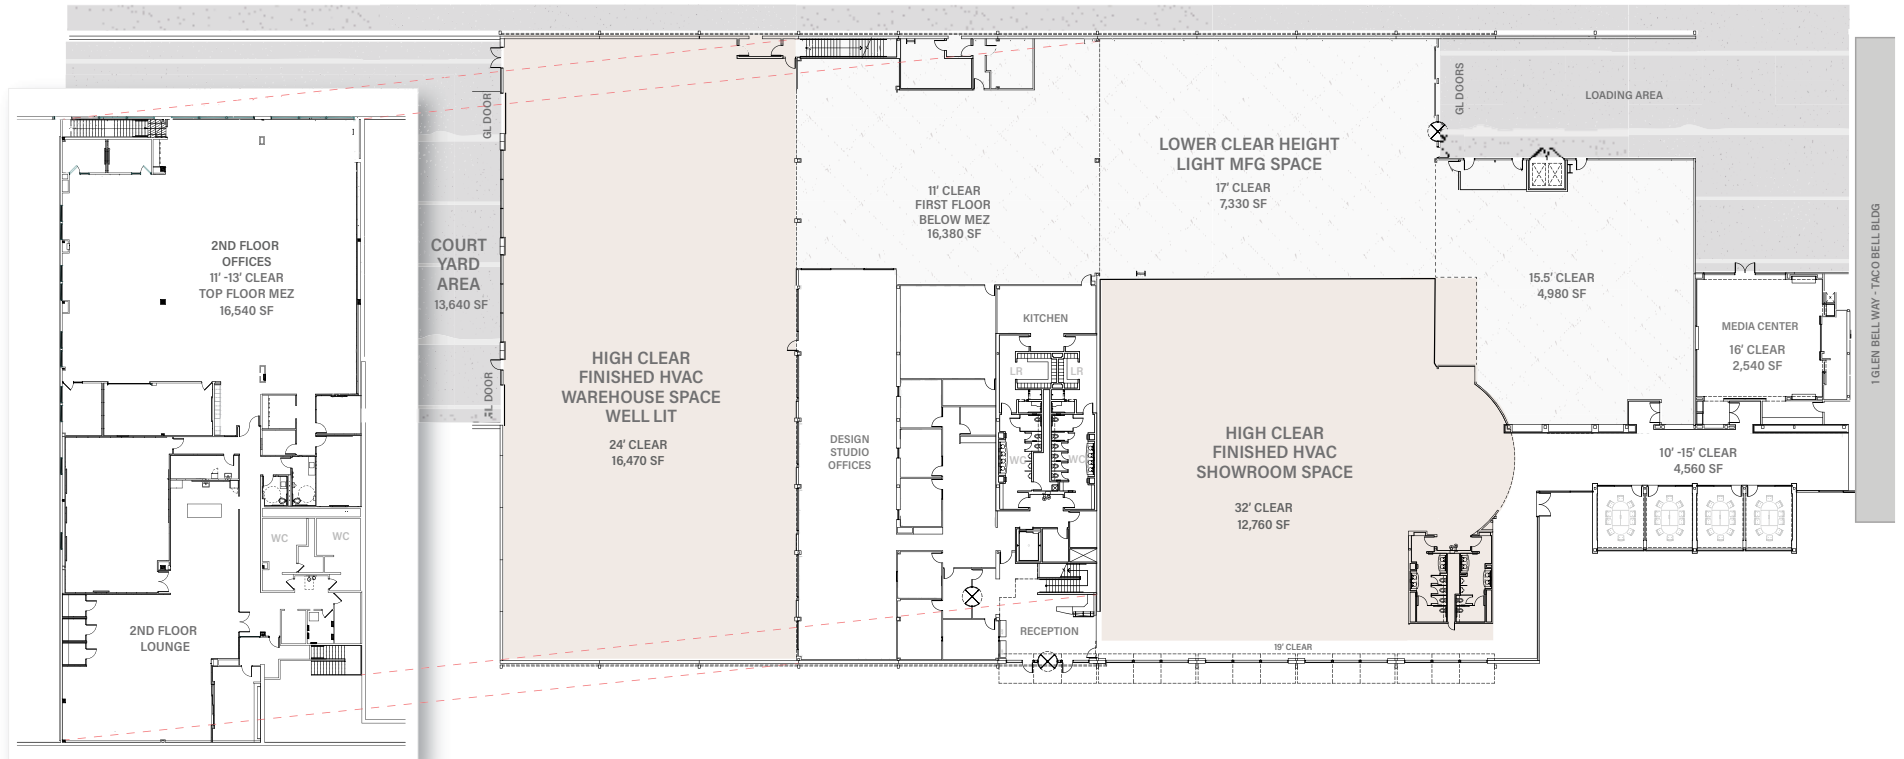 2ND FLOOR
OFFICES
11' -13' CLEAR
TOP FLOOR MEZ
16,540 SF
WC
WC
2ND FLOOR
LOUNGE
COURT
YARD
AREA
13,640 SF
GL DOOR
GL DOOR
HIGH CLEAR
FINISHED HVAC
WAREHOUSE SPACE
WELL LIT
24' CLEAR
16,470 SF
11' CLEAR
FIRST FLOOR
BELOW MEZ
16,380 SF
DESIGN
STUDIO
OFFICES
KITCHEN
LR
LR
WC
WC
RECEPTION
LOWER CLEAR HEIGHT
LIGHT MFG SPACE
17' CLEAR
7,330 SF
HIGH CLEAR
FINISHED HVAC
SHOWROOM SPACE
32' CLEAR
12,760 SF
19' CLEAR
GL DOORS
LOADING AREA
15.5' CLEAR
4,980 SF
MEDIA CENTER
16' CLEAR
2,540 SF
10' -15' CLEAR
4,560 SF
1 GLEN BELL WAY - TACO BELL BLDG